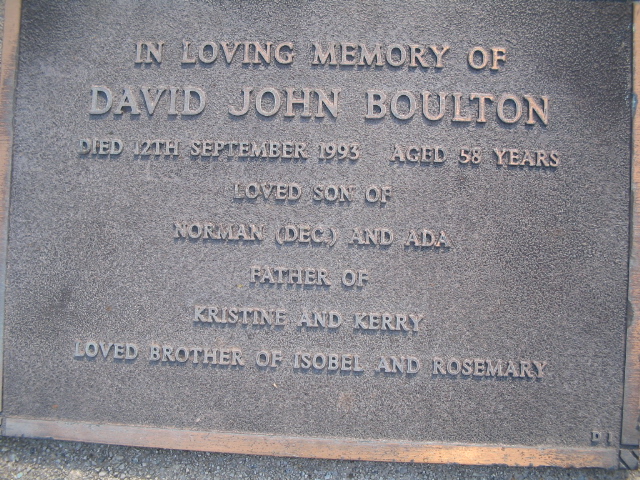 IN LOVING MEMORY OF
DAVID JOHN BOULTON
DIED 12TH SEPTEMBER 1993 AGED 58 YEARS
LOVED SON OF
NORMAN (DEC.) AND ADA
FATHER OF
KRISTINE AND KERRY
LOVED BROTHER OF ISOBEL AND ROSEMARY
D I